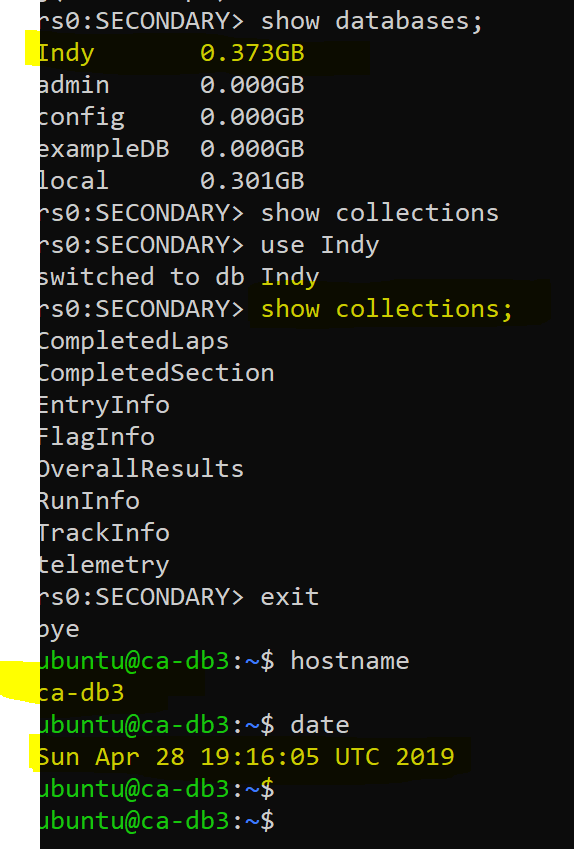 rs0:SECONDARY> show databases;
Indy 0.373GB
admin 0.000GB
config 0.000GB
exampleDB 0.000GB
local 0.301GB
rs0:SECONDARY> show collections
rs0:SECONDARY> use Indy
switched to db Indy
rs0:SECONDARY> show collections;
CompletedLaps
CompletedSection
EntryInfo
FlagInfo
OverallResults
RunInfo
TrackInfo
telemetry
rs0:SECONDARY> exit
bye
ubuntu@ca-db3:~$ hostname
ca-db3
ubuntu@ca-db3:~$ date
Sun Apr 28 19:16:05 UTC 2019
ubuntu@ca-db3:~$
ubuntu@ca-db3:~$